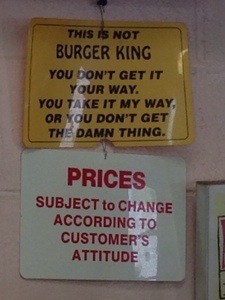 THIS IS NOT
BURGER KING
YOU DON'T GET IT
YOUR WAY.
YOU TAKE IT MY WAY,
OR YOU DON'T GET
THE DAMN THING.
PRICES
SUBJECT to CHANGE
ACCORDING TO
CUSTOMER'S
ATTITUDE